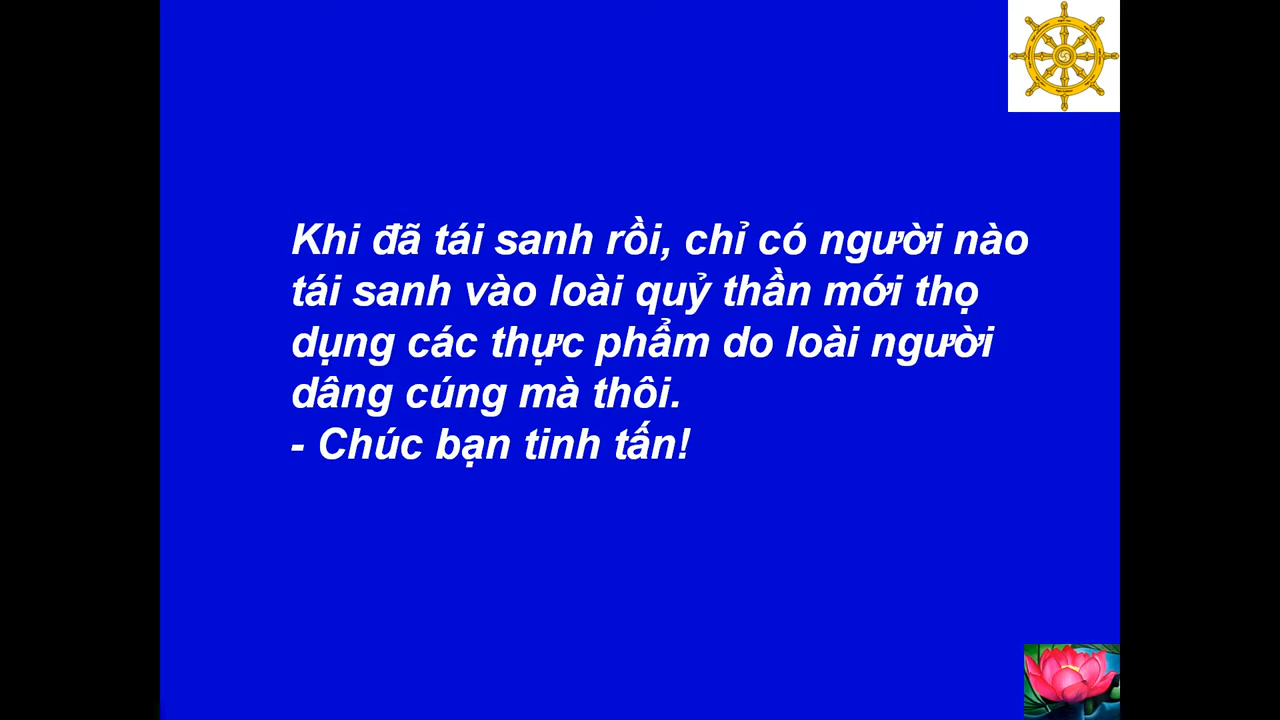 Khi đã tái sanh rồi, chỉ có người nào
tái sanh vào loài quỷ thần mới thọ
dụng các thực phẩm do loài người
dâng cúng mà thôi.
- Chúc bạn tinh tấn!